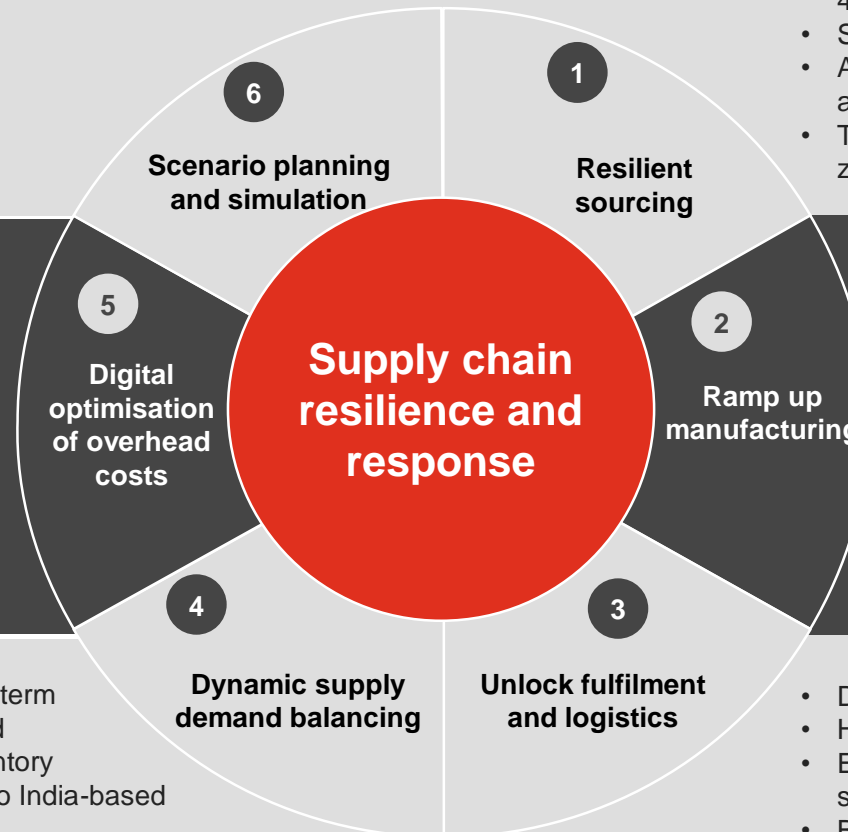 6
Scenario planning
and simulation
1
Resilient
sourcing
5
Digital
optimisation
of overhead
costs
Supply chain
resilience and
response
2
Ramp up
manufacturing
4
Dynamic supply
demand balancing
3
Unlock fulfilment
and logistics
term
India-based